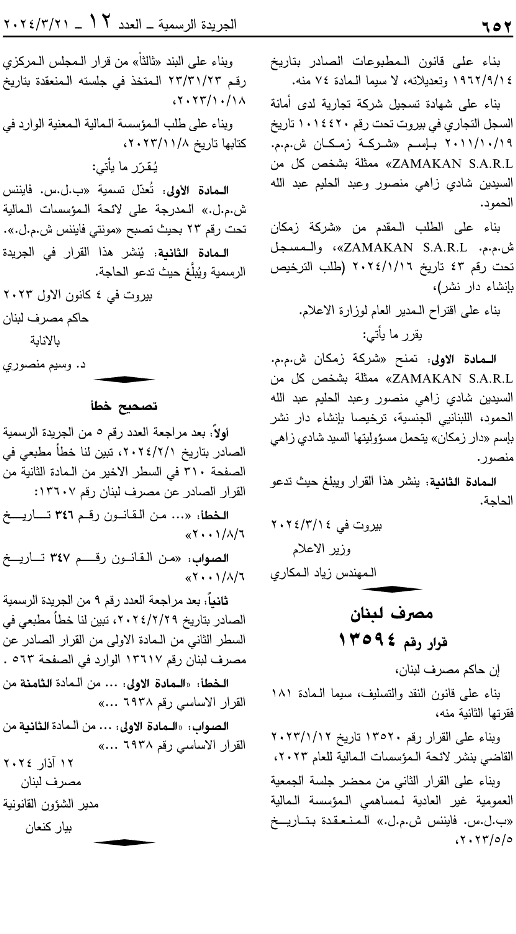 ٦٥٢
الجريدة الرسمية ــ العدد ١٢ ــ ٢٠٢٤/٣/٢١
بناء على قانون المطبوعات الصادر بتاريخ
١٩٦٢/٩/١٤ وتعديلاته، لا سيما المادة ٧٤ منه.
بناء على شهادة تسجيل شركة تجارية لدى أمانة
السجل التجاري في بيروت تحت رقم ١٠١٤٤٢٠ تاريخ
٢٠١١/١٠/١٩ بإسم «شركة زمكان ش.م.م.
ZAMAKAN S.A.R.L» ممثلة بشخص كل من
السيدين شادي زاهي منصور وعبد الحليم عبد الله
الحمود.
بناء على الطلب المقدم من «شركة زمكان
ش.م.م. ZAMAKAN S.A.R.L»، والمسجل
تحت رقم ٤٣ تاريخ ٢٠٢٤/١/١٦ (طلب الترخيص
بإنشاء دار نشر)،
بناء على اقتراح المدير العام لوزارة الاعلام.
يقرر ما يأتي:
المادة الاولى: تمنح «شركة زمكان ش.م.م.
ZAMAKAN S.A.R.L» ممثلة بشخص كل من
السيدين شادي زاهي منصور وعبد الحليم عبد الله
الحمود، اللبنانيي الجنسية، ترخيصا بإنشاء دار نشر
بإسم «دار زمكان» يتحمل مسؤوليتها السيد شادي زاهي
منصور.
المادة الثانية: ينشر هذا القرار ويبلغ حيث تدعو
الحاجة.
بيروت في ٢٠٢٤/٣/١٤
وزير الاعلام
المهندس زياد المكاري
مصرف لبنان
قرار رقم ١٣٥٩٤
إن حاكم مصرف لبنان،
بناء على قانون النقد والتسليف، سيما المادة ١٨١
فقرتها الثانية منه،
وبناء على القرار رقم ١٣٥٢٠ تاريخ ٢٠٢٣/١/١٢
القاضي بنشر لائحة المؤسسات المالية للعام ٢٠٢٣،
وبناء على القرار الثاني من محضر جلسة الجمعية
العمومية غير العادية لمساهمي المؤسسة المالية
«ب.ل.س. فايننس ش.م.ل.» المنعقدة بتاريخ
٢٠٢٣/٥/٥،
وبناء على البند «ثالثاً» من قرار المجلس المركزي
رقم ٢٣/٣١/٢٣ المتخذ في جلسته المنعقدة بتاريخ
٢٠٢٣/١٠/١٨،
وبناء على طلب المؤسسة المالية المعنية الوارد في
كتابها تاريخ ٢٠٢٣/١١/٨،
يُقرّر ما يأتي:
المادة الأولى: تُعدّل تسمية «ب.ل.س. فايننس
ش.م.ل.» المدرجة على لائحة المؤسسات المالية
تحت رقم ٢٣ بحيث تصبح «مونتي فايننس ش.م.ل.».
المادة الثانية: يُنشر هذا القرار في الجريدة
الرسمية ويُبلّغ حيث تدعو الحاجة.
بيروت في ٤ كانون الاول ٢٠٢٣
حاكم مصرف لبنان
بالانابة
د. وسيم منصوري
تصحيح خطأ
اولاً: بعد مراجعة العدد رقم ٥ من الجريدة الرسمية
الصادر بتاريخ ٢٠٢٤/٢/١، تبين لنا خطأ مطبعي في
الصفحة ٣١٠ في السطر الاخير من المادة الثانية من
القرار الصادر عن مصرف لبنان رقم ١٣٦٠٧:
الخطأ: «... من القانون رقم ٣٤٦ تاريخ
٢٠٠١/٨/٦»
الصواب: «من القانون رقم ٣٤٧ تاريخ
٢٠٠١/٨/٦»
ثانياً: بعد مراجعة العدد رقم ٩ من الجريدة الرسمية
الصادر بتاريخ ٢٠٢٤/٢/٢٩، تبين لنا خطأ مطبعي في
السطر الثاني من المادة الاولى من القرار الصادر عن
مصرف لبنان رقم ١٣٦١٧ الوارد في الصفحة ٥٦٣ .
الخطأ: «المادة الاولى: ... من المادة الثامنة من
القرار الاساسي رقم ٦٩٣٨ ...»
الصواب: «المادة الاولى: ... من المادة الثانية من
القرار الاساسي رقم ٦٩٣٨ ...»
١٢ آذار ٢٠٢٤
مصرف لبنان
مدير الشؤون القانونية
بيار كنعان